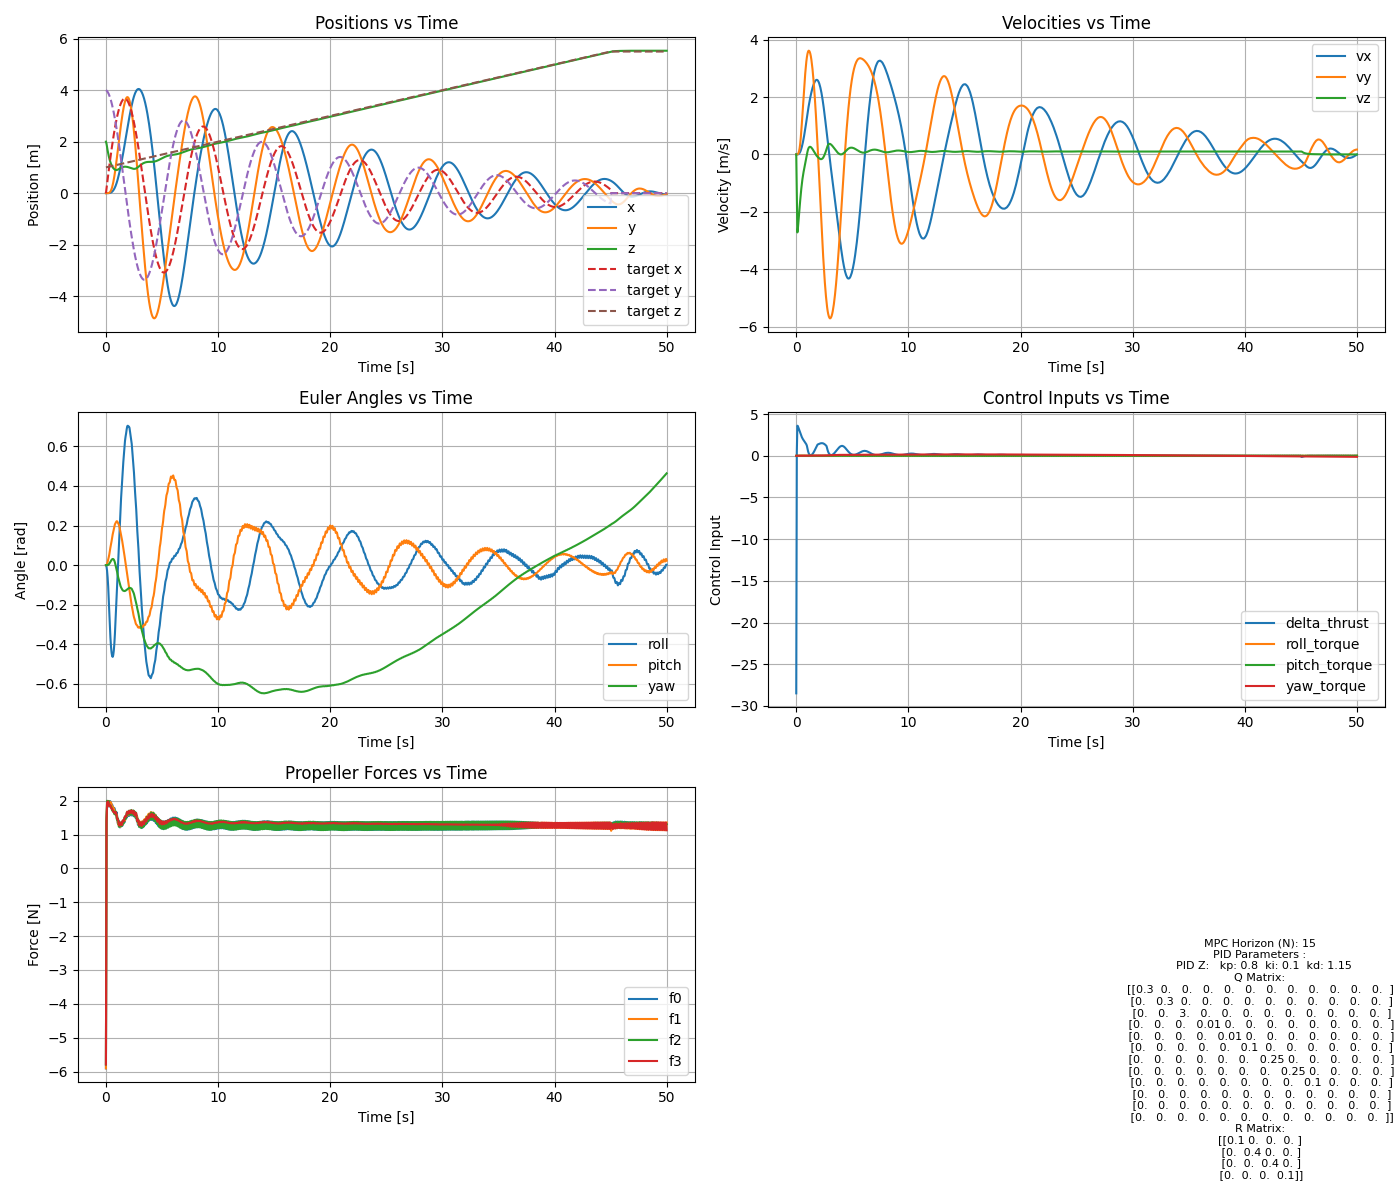 Positions vs Time
6
4
2
0
−2
−4
Position [m]
x
y
z
target x
target y
target z
0 10 20 30 40 50
Time [s]
Velocities vs Time
4
2
0
−2
−4
−6
Velocity [m/s]
vx
vy
vz
0 10 20 30 40 50
Time [s]
Euler Angles vs Time
0.6
0.4
0.2
0.0
−0.2
−0.4
−0.6
Angle [rad]
roll
pitch
yaw
0 10 20 30 40 50
Time [s]
Control Inputs vs Time
5
0
−5
−10
−15
−20
−25
−30
Control Input
delta_thrust
roll_torque
pitch_torque
yaw_torque
0 10 20 30 40 50
Time [s]
Propeller Forces vs Time
2
1
0
−1
−2
−3
−4
−5
−6
Force [N]
f0
f1
f2
f3
0 10 20 30 40 50
Time [s]
MPC Horizon (N): 15
PID Parameters :
PID Z: kp: 0.8 ki: 0.1 kd: 1.15
Q Matrix:
[[0.3 0. 0. 0. 0. 0. 0. 0. 0. 0. 0. 0. ]
[0. 0.3 0. 0. 0. 0. 0. 0. 0. 0. 0. 0. ]
[0. 0. 3. 0. 0. 0. 0. 0. 0. 0. 0. 0. ]
[0. 0. 0. 0.01 0. 0. 0. 0. 0. 0. 0. 0. ]
[0. 0. 0. 0. 0.01 0. 0. 0. 0. 0. 0. 0. ]
[0. 0. 0. 0. 0. 0.1 0. 0. 0. 0. 0. 0. ]
[0. 0. 0. 0. 0. 0. 0.25 0. 0. 0. 0. 0. ]
[0. 0. 0. 0. 0. 0. 0. 0.25 0. 0. 0. 0. ]
[0. 0. 0. 0. 0. 0. 0. 0. 0.1 0. 0. 0. ]
[0. 0. 0. 0. 0. 0. 0. 0. 0. 0. 0. 0. ]
[0. 0. 0. 0. 0. 0. 0. 0. 0. 0. 0. 0. ]
[0. 0. 0. 0. 0. 0. 0. 0. 0. 0. 0. 0. ]]
R Matrix:
[[0.1 0. 0. 0. ]
[0. 0.4 0. 0. ]
[0. 0. 0.4 0. ]
[0. 0. 0. 0.1]]